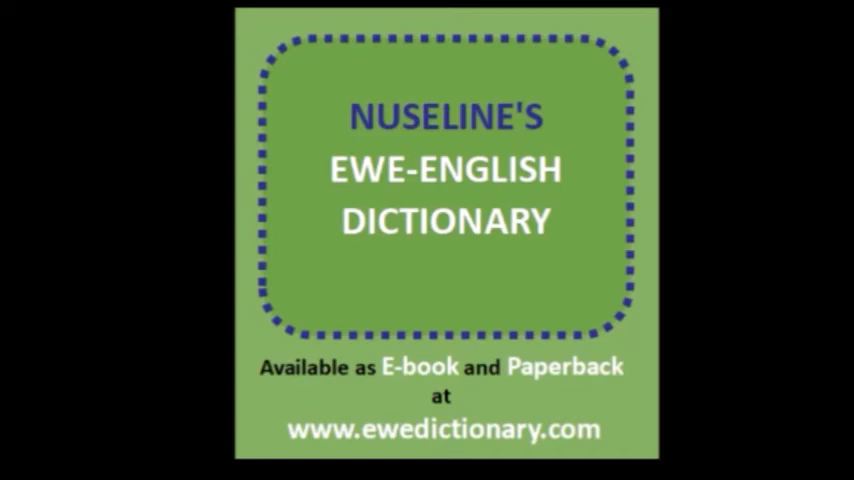 NUSELINE'S
EWE-ENGLISH
DICTIONARY
Available as E-book and Paperback
at
www.ewedictionary.com